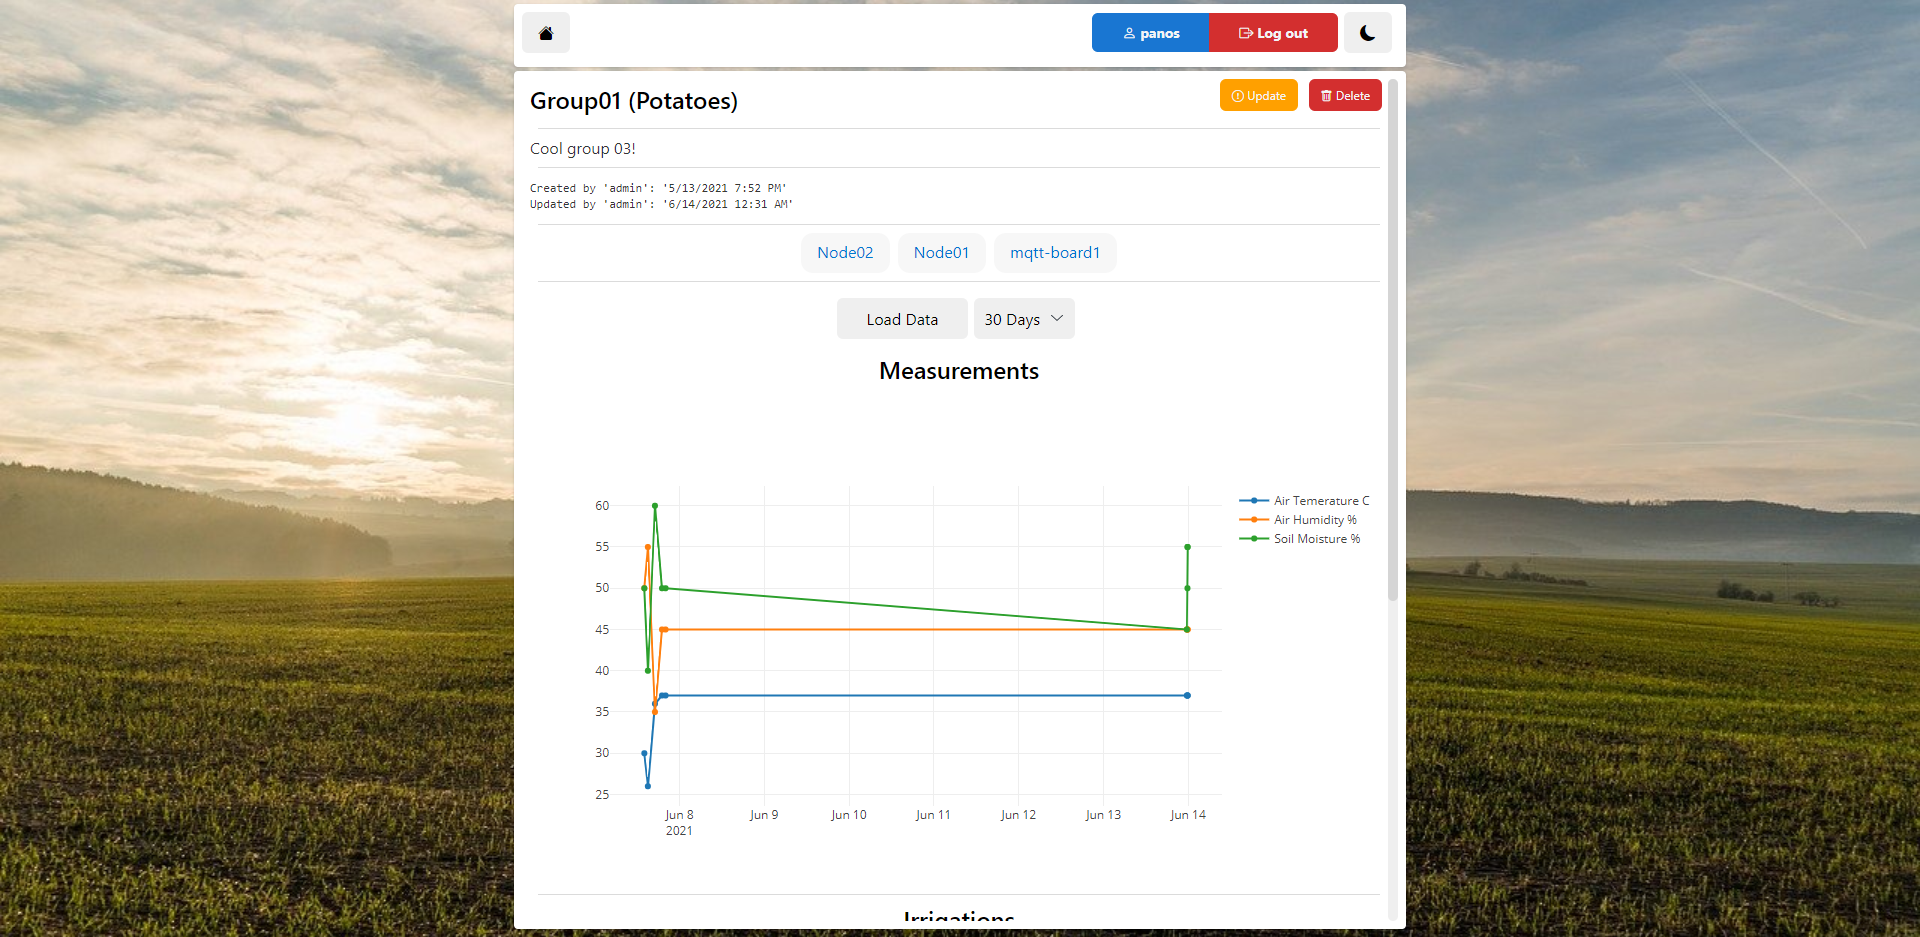 panos
Log out
Group01 (Potatoes)
Update
Delete
Cool group 03!
Created by 'admin': '5/13/2021 7:52 PM'
Updated by 'admin': '6/14/2021 12:31 AM'
Node02
Node01
mqtt-board1
Load Data
30 Days
Measurements
60
55
50
45
40
35
30
25
Jun 8
2021
Jun 9
Jun 10
Jun 11
Jun 12
Jun 13
Jun 14
Air Temerature C
Air Humidity %
Soil Moisture %
Irrigations